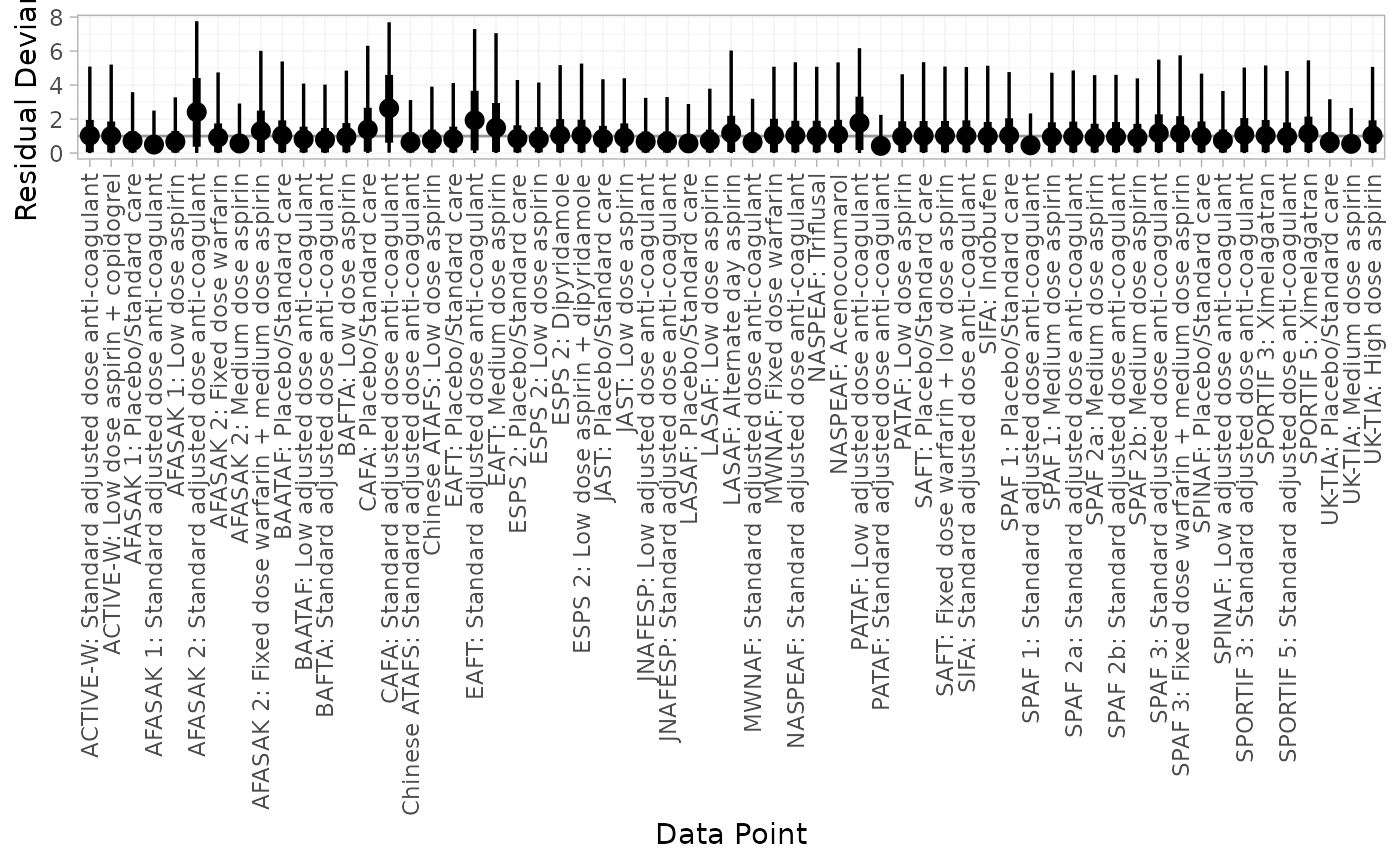 Residual Devian
8
6
4
2
0
ACTIVE-W: Standard adjusted dose anti-coagulant
ACTIVE-W: Low dose aspirin + copidogrel
AFASAK 1: Placebo/Standard care
AFASAK 1: Standard adjusted dose anti-coagulant
AFASAK 1: Low dose aspirin
AFASAK 2: Standard adjusted dose anti-coagulant
AFASAK 2: Fixed dose warfarin
AFASAK 2: Medium dose aspirin
AFASAK 2: Fixed dose warfarin + medium dose aspirin
BAATAF: Placebo/Standard care
BAATAF: Low adjusted dose anti-coagulant
BAFTA: Standard adjusted dose anti-coagulant
BAFTA: Low dose aspirin
CAFA: Placebo/Standard care
CAFA: Standard adjusted dose anti-coagulant
Chinese ATAFS: Standard adjusted dose anti-coagulant
Chinese ATAFS: Low dose aspirin
EAFT: Placebo/Standard care
EAFT: Standard adjusted dose anti-coagulant
EAFT: Medium dose aspirin
ESPS 2: Placebo/Standard care
ESPS 2: Low dose aspirin
ESPS 2: Dipyridamole
ESPS 2: Low dose aspirin + dipyridamole
JAST: Placebo/Standard care
JAST: Low dose aspirin
JNAFESP: Low adjusted dose anti-coagulant
JNAFESP: Standard adjusted dose anti-coagulant
LASAF: Placebo/Standard care
LASAF: Low dose aspirin
LASAF: Alternate day aspirin
MWNAF: Standard adjusted dose anti-coagulant
MWNAF: Fixed dose warfarin
NASPEAF: Standard adjusted dose anti-coagulant
NASPEAF: Triflusal
NASPEAF: Acenocoumarol
PATAF: Low adjusted dose anti-coagulant
PATAF: Standard adjusted dose anti-coagulant
PATAF: Low dose aspirin
SAFT: Placebo/Standard care
SAFT: Fixed dose warfarin + low dose aspirin
SIFA: Standard adjusted dose anti-coagulant
SIFA: Indobufen
SPAF 1: Placebo/Standard care
SPAF 1: Standard adjusted dose anti-coagulant
SPAF 1: Medium dose aspirin
SPAF 2a: Standard adjusted dose anti-coagulant
SPAF 2a: Medium dose aspirin
SPAF 2b: Standard adjusted dose anti-coagulant
SPAF 2b: Medium dose aspirin
SPAF 3: Standard adjusted dose anti-coagulant
SPAF 3: Fixed dose warfarin + medium dose aspirin
SPINAF: Placebo/Standard care
SPINAF: Low adjusted dose anti-coagulant
SPORTIF 3: Standard adjusted dose anti-coagulant
SPORTIF 3: Ximelagatran
SPORTIF 5: Standard adjusted dose anti-coagulant
SPORTIF 5: Ximelagatran
UK-TIA: Placebo/Standard care
UK-TIA: Medium dose aspirin
UK-TIA: High dose aspirin
Data Point